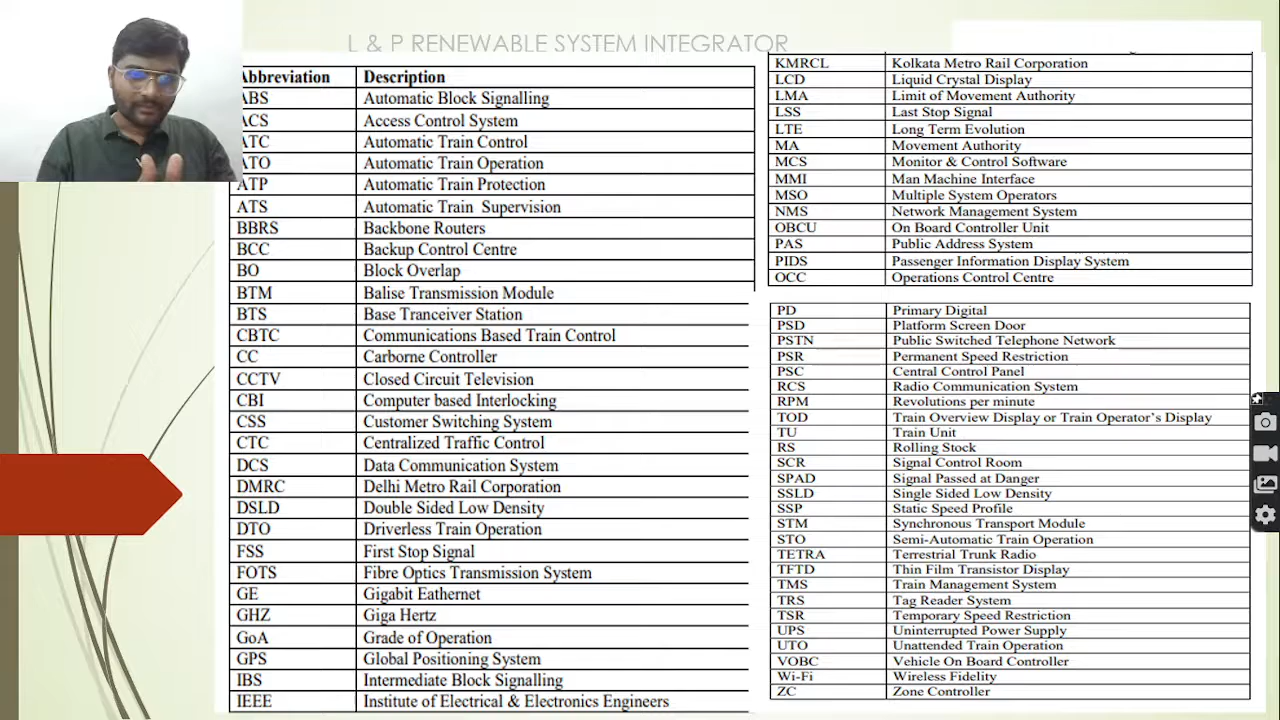 L & P RENEWABLE SYSTEM INTEGRATOR
Abbreviation Description
ABS Automatic Block Signalling
ACS Access Control System
ATC Automatic Train Control
ATO Automatic Train Operation
ATP Automatic Train Protection
ATS Automatic Train Supervision
BBRS Backbone Routers
BCC Backup Control Centre
BO Block Overlap
BTM Balise Transmission Module
BTS Base Tranceiver Station
CBTC Communications Based Train Control
CC Carborne Controller
CCTV Closed Circuit Television
CBI Computer based Interlocking
CSS Customer Switching System
CTC Centralized Traffic Control
DCS Data Communication System
DMRC Delhi Metro Rail Corporation
DSLD Double Sided Low Density
DTO Driverless Train Operation
FSS First Stop Signal
FOTS Fibre Optics Transmission System
GE Gigabit Eathernet
GHZ Giga Hertz
GoA Grade of Operation
GPS Global Positioning System
IBS Intermediate Block Signalling
IEEE Institute of Electrical & Electronics Engineers
KMRCL Kolkata Metro Rail Corporation
LCD Liquid Crystal Display
LMA Limit of Movement Authority
LSS Last Stop Signal
LTE Long Term Evolution
MA Movement Authority
MCS Monitor & Control Software
MMI Man Machine Interface
MSO Multiple System Operators
NMS Network Management System
OBCU On Board Controller Unit
PAS Public Address System
PIDS Passenger Information Display System
OCC Operations Control Centre
PD Primary Digital
PSD Platform Screen Door
PSTN Public Switched Telephone Network
PSR Permanent Speed Restriction
PSC Central Control Panel
RCS Radio Communication System
RPM Revolutions per minute
TOD Train Overview Display or Train Operator's Display
TU Train Unit
RS Rolling Stock
SCR Signal Control Room
SPAD Signal Passed at Danger
SSLD Single Sided Low Density
SSP Static Speed Profile
STM Synchronous Transport Module
STO Semi-Automatic Train Operation
TETRA Terrestrial Trunk Radio
TFTD Thin Film Transistor Display
TMS Train Management System
TRS Tag Reader System
TSR Temporary Speed Restriction
UPS Uninterrupted Power Supply
UTO Unattended Train Operation
VOBC Vehicle On Board Controller
Wi-Fi Wireless Fidelity
ZC Zone Controller